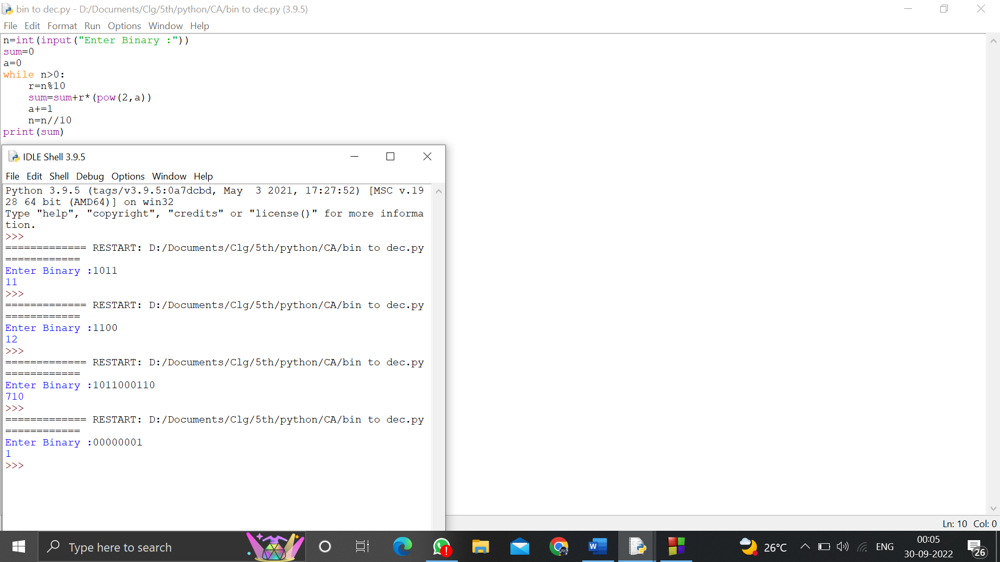 bin to dec.py - D:/Documents/Clg/5th/python/CA/bin to dec.py (3.9.5)
File Edit Format Run Options Window Help
n=int(input("Enter Binary :"))
sum=0
a=0
while n>0:
    r=n%10
    sum=sum+r*(pow(2,a))
    a+=1
    n=n//10
print(sum)
IDLE Shell 3.9.5
File Edit Shell Debug Options Window Help
Python 3.9.5 (tags/v3.9.5:0a7dcbd, May  3 2021, 17:27:52) [MSC v.19
28 64 bit (AMD64)] on win32
Type "help", "copyright", "credits" or "license()" for more informa
tion.
>>>
============= RESTART: D:/Documents/Clg/5th/python/CA/bin to dec.py
============
Enter Binary :1011
11
>>>
============= RESTART: D:/Documents/Clg/5th/python/CA/bin to dec.py
============
Enter Binary :1100
12
>>>
============= RESTART: D:/Documents/Clg/5th/python/CA/bin to dec.py
============
Enter Binary :1011000110
710
>>>
============= RESTART: D:/Documents/Clg/5th/python/CA/bin to dec.py
============
Enter Binary :00000001
1
>>>
Ln: 10 Col: 0
Type here to search
W
26°C
ENG
00:05
30-09-2022
26